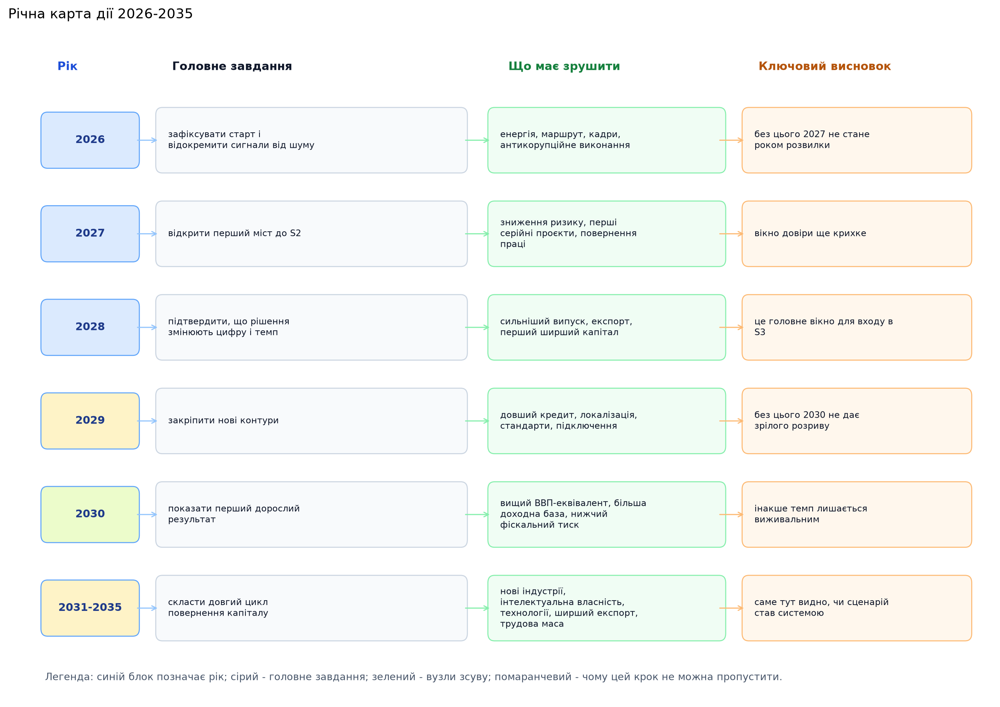 Річна карта дії 2026-2035
Рік
Головне завдання
Що має зрушити
Ключовий висновок
2026
зафіксувати старт і
відокремити сигнали від шуму
енергія, маршрут, кадри,
антикорупційне виконання
без цього 2027 не стане
роком розвилки
2027
відкрити перший міст до S2
зниження ризику, перші
серійні проєкти, повернення
праці
вікно довіри ще крихке
2028
підтвердити, що рішення
змінюють цифру і темп
сильніший випуск, експорт,
перший ширший капітал
це головне вікно для входу в
S3
2029
закріпити нові контури
довший кредит, локалізація,
стандарти, підключення
без цього 2030 не дає
зрілого розриву
2030
показати перший дорослий
результат
вищий ВВП-еквівалент, більша
доходна база, нижчий
фіскальний тиск
інакше темп лишається
виживальним
2031-2035
скласти довгий цикл
повернення капіталу
нові індустрії,
інтелектуальна власність,
технології, ширший експорт,
трудова маса
саме тут видно, чи сценарій
став системою
Легенда: синій блок позначає рік; сірий - головне завдання; зелений - вузли зсуву; помаранчевий - чому цей крок не можна пропустити.